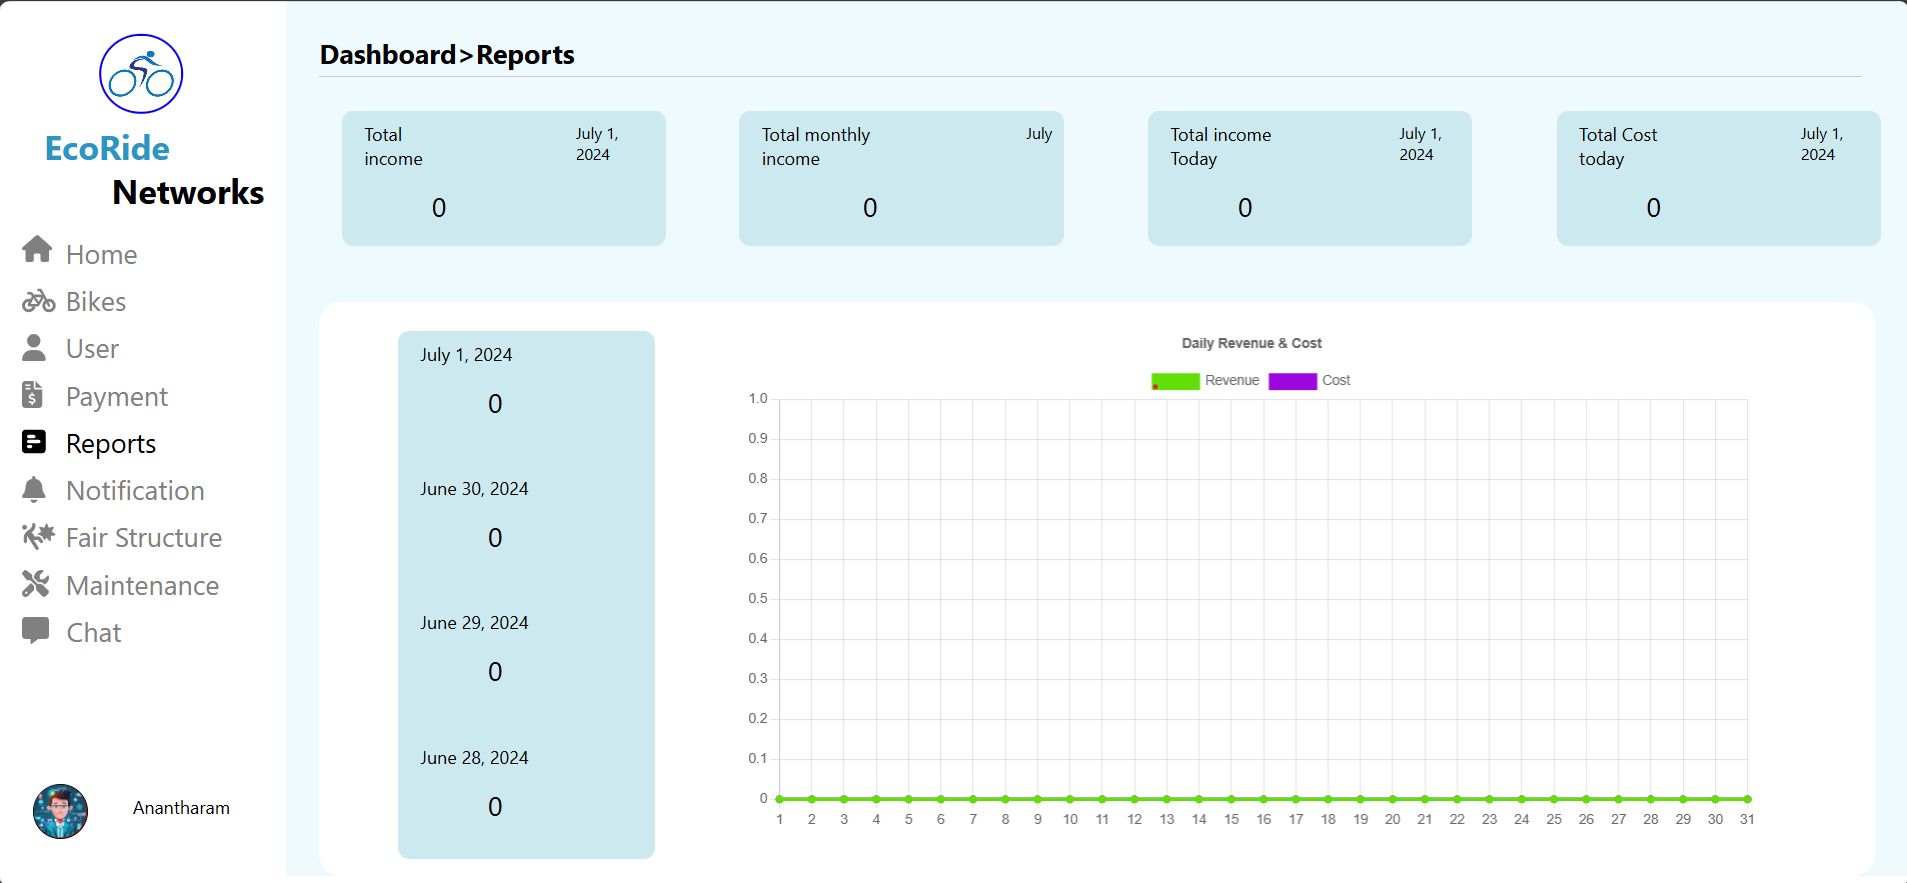 EcoRide
Networks
Home
Bikes
User
Payment
Reports
Notification
Fair Structure
Maintenance
Chat
Anantharam
Dashboard>Reports
Total
income
July 1,
2024
0
Total monthly
income
July
0
Total income
Today
July 1,
2024
0
Total Cost
today
July 1,
2024
0
July 1, 2024
0
June 30, 2024
0
June 29, 2024
0
June 28, 2024
0
Daily Revenue & Cost
Revenue Cost
1.0
0.9
0.8
0.7
0.6
0.5
0.4
0.3
0.2
0.1
0
1 2 3 4 5 6 7 8 9 10 11 12 13 14 15 16 17 18 19 20 21 22 23 24 25 26 27 28 29 30 31